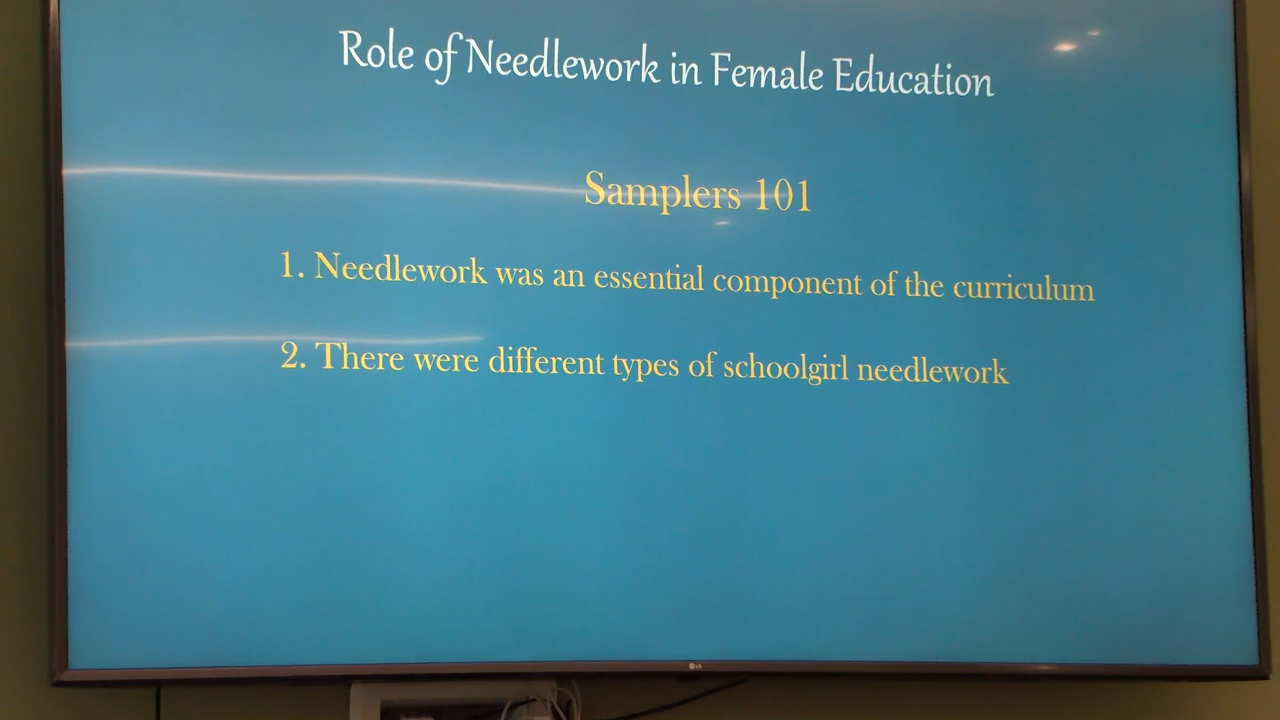 Role of Needlework in Female Education
Samplers 101
1. Needlework was an essential component of the curriculum
2. There were different types of schoolgirl needlework
LG